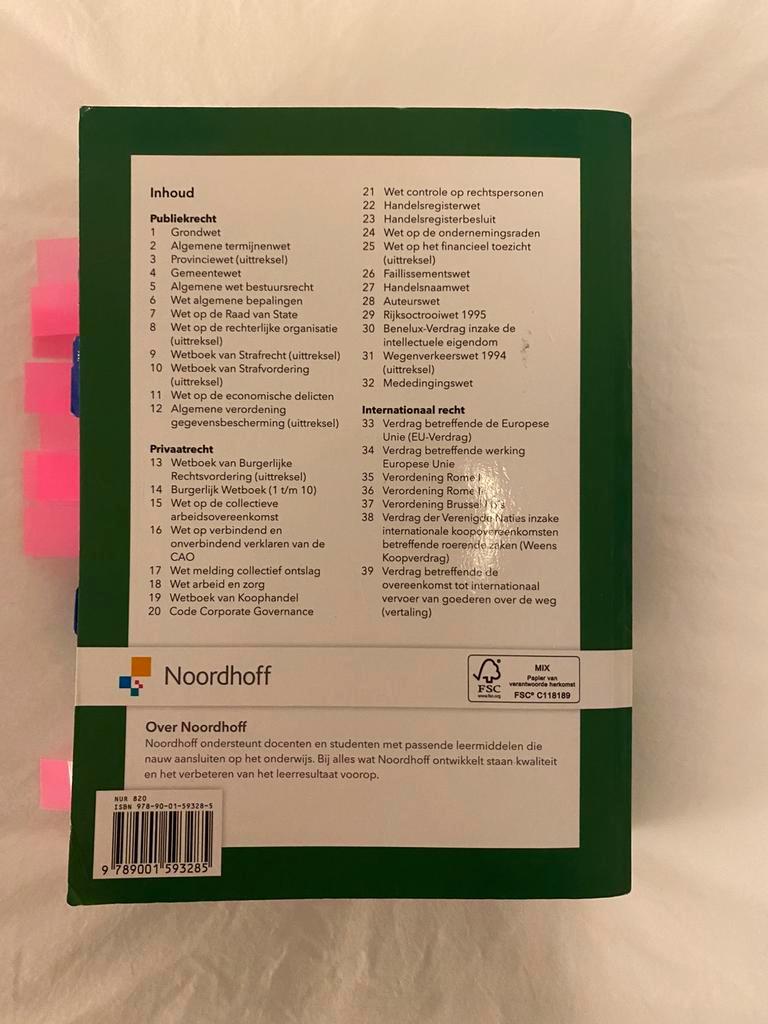 Inhoud
Publiekrecht
1 Grondwet
2 Algemene termijnenwet
3 Provinciewet (uittreksel)
4 Gemeentewet
5 Algemene wet bestuursrecht
6 Wet algemene bepalingen
7 Wet op de Raad van State
8 Wet op de rechterlijke organisatie
(uittreksel)
9 Wetboek van Strafrecht (uittreksel)
10 Wetboek van Strafvordering
(uittreksel)
11 Wet op de economische delicten
12 Algemene verordening
gegevensbescherming (uittreksel)
Privaatrecht
13 Wetboek van Burgerlijke
Rechtsvordering (uittreksel)
14 Burgerlijk Wetboek (1 t/m 10)
15 Wet op de collectieve
arbeidsovereenkomst
16 Wet op verbindend en
onverbindend verklaren van de
CAO
17 Wet melding collectief ontslag
18 Wet arbeid en zorg
19 Wetboek van Koophandel
20 Code Corporate Governance
21 Wet controle op rechtspersonen
22 Handelsregisterwet
23 Handelsregisterbesluit
24 Wet op de ondernemingsraden
25 Wet op het financieel toezicht
(uittreksel)
26 Faillissementswet
27 Handelsnaamwet
28 Auteurswet
29 Rijksoctrooiwet 1995
30 Benelux-Verdrag inzake de
intellectuele eigendom
31 Wegenverkeerswet 1994
(uittreksel)
32 Mededingingswet
Internationaal recht
33 Verdrag betreffende de Europese
Unie (EU-Verdrag)
34 Verdrag betreffende werking
Europese Unie
35 Verordening Rome
36 Verordening Rome
37 Verordening Brussel
38 Verdrag der Verenigde Naties inzake
internationale koopovereenkomsten
betreffende roerende zaken (Weens
Koopverdrag)
39 Verdrag betreffende de
overeenkomst tot internationaal
vervoer van goederen over de weg
(vertaling)
Noordhoff
FSC
www.fsc.org
MIX
Papier van
verantwoorde herkomst
FSC® C118189
Over Noordhoff
Noordhoff ondersteunt docenten en studenten met passende leermiddelen die
nauw aansluiten op het onderwijs. Bij alles wat Noordhoff ontwikkelt staan kwaliteit
en het verbeteren van het leerresultaat voorop.
NUR 820
ISBN 978-90-01-59328-5
9 789001 593285